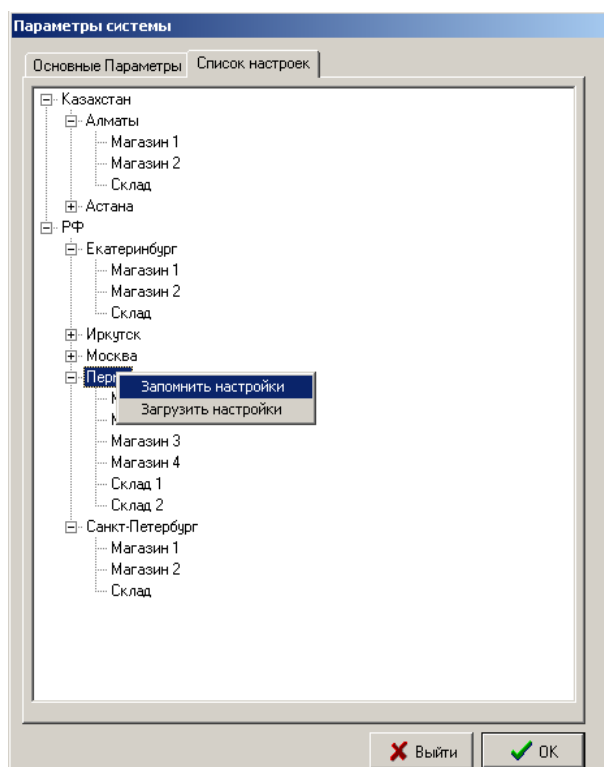 Параметры системы
Основные Параметры Список настроек
Казахстан
Алматы
Магазин 1
Магазин 2
Склад
Астана
РФ
Екатеринбург
Магазин 1
Магазин 2
Склад
Иркутск
Москва
Запомнить настройки
Загрузить настройки
Магазин 3
Магазин 4
Склад 1
Склад 2
Санкт-Петербург
Магазин 1
Магазин 2
Склад
Выйти OK